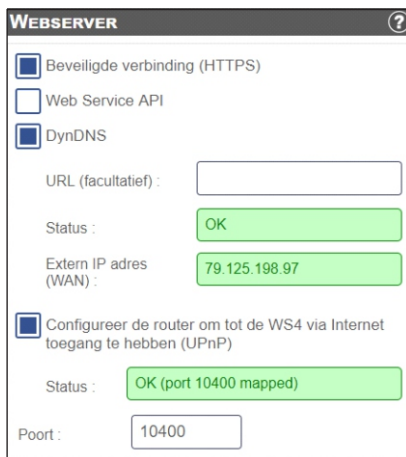 WEBSERVER ?
Beveiligde verbinding (HTTPS)
Web Service API
DynDNS
URL (facultatief) :
Status : OK
Extern IP adres
(WAN) : 79.125.198.97
Configureer de router om tot de WS4 via Internet
toegang te hebben (UPnP)
Status : OK (port 10400 mapped)
Poort : 10400